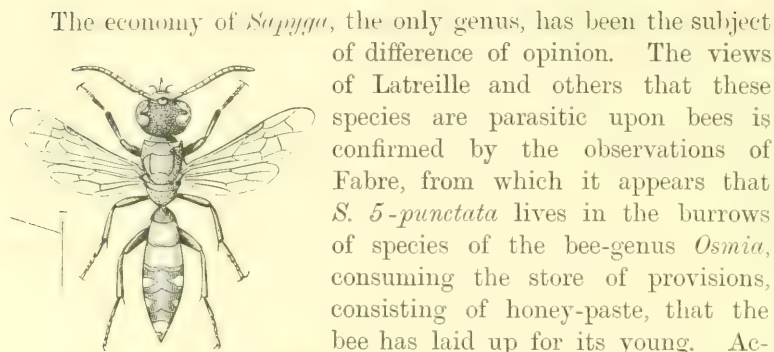 The economy of Sapyga, the only genus, has been the subject
of difference of opinion. The views
of Latreille and others that these
species are parasitic upon bees is
confirmed by the observations of
Fabre, from which it appears that
S. 5-punctata lives in the burrows
of species of the bee-genus Osmia,
consuming the store of provisions,
consisting of honey-paste, that the
bee has laid up for its young. Ac-